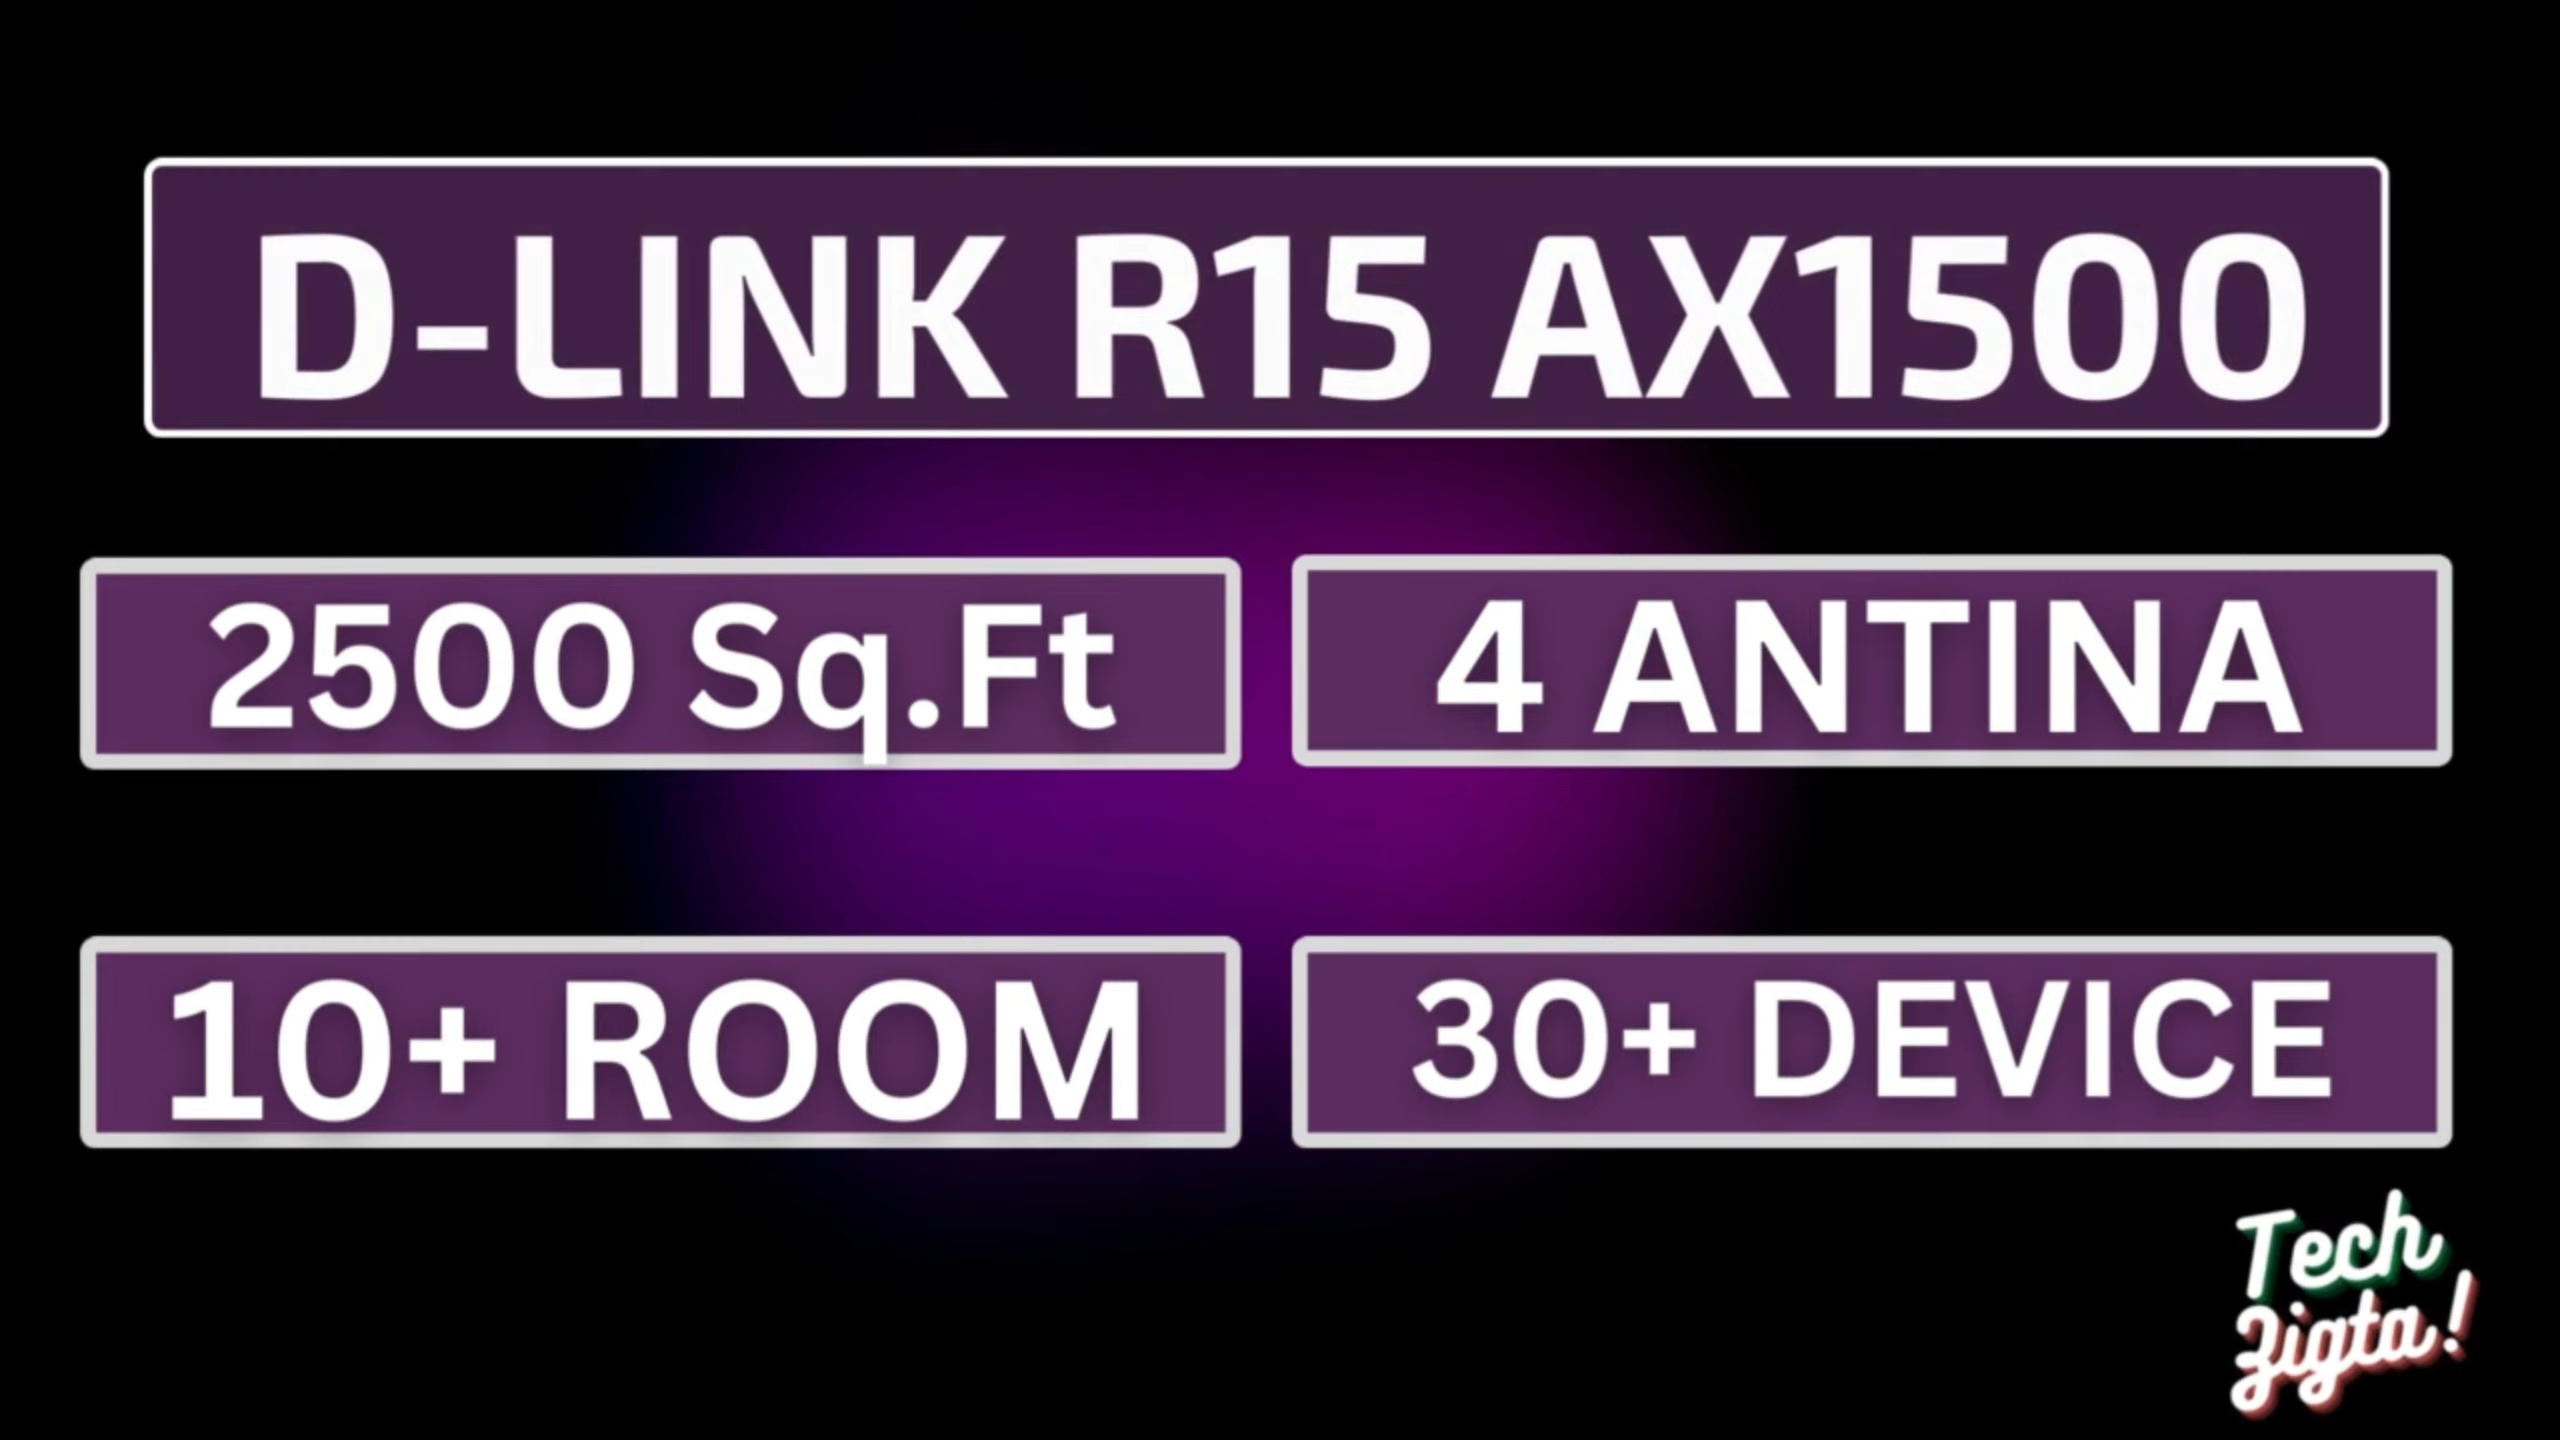 D-LINK R15 AX1500
2500 Sq.Ft
4 ANTINA
10+ ROOM
30+ DEVICE
Tech
Zigta!